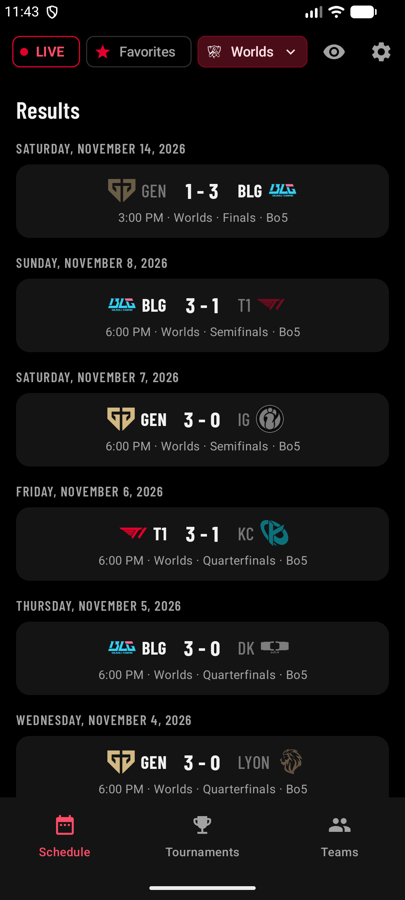 11:43
LIVE
Favorites
Worlds
Results
SATURDAY, NOVEMBER 14, 2026
GEN 1 - 3 BLG BLG
3:00 PM · Worlds · Finals · Bo5
SUNDAY, NOVEMBER 8, 2026
BLG BLG 3 - 1 T1
6:00 PM · Worlds · Semifinals · Bo5
SATURDAY, NOVEMBER 7, 2026
GEN 3 - 0 IG
6:00 PM · Worlds · Semifinals · Bo5
FRIDAY, NOVEMBER 6, 2026
T1 3 - 1 KC
6:00 PM · Worlds · Quarterfinals · Bo5
THURSDAY, NOVEMBER 5, 2026
BLG BLG 3 - 0 DK
6:00 PM · Worlds · Quarterfinals · Bo5
WEDNESDAY, NOVEMBER 4, 2026
GEN 3 - 0 LYON
6:00 PM · Worlds · Quarterfinals · Bo5
Schedule
Tournaments
Teams